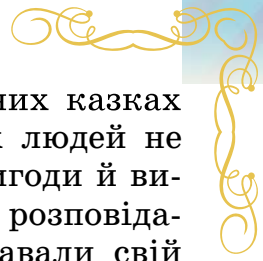 них казках
людей не
игоди й ви-
розповіда-
авали свій